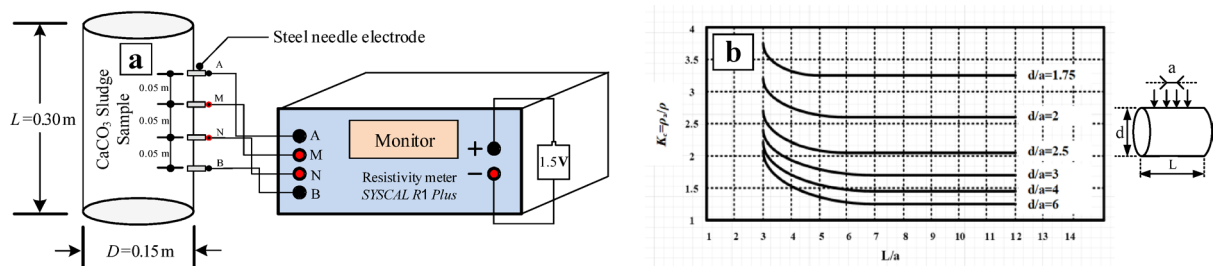 a
Steel needle electrode
A
0.05 m
M
0.05 m
N
0.05 m
B
CaCO₃ Sludge
Sample
L=0.30 m
D=0.15 m
A
M
N
B
Monitor
Resistivity meter
SYSCAL R1 Plus
+
−
1.5V
b
4
3.5
3
2.5
2
1.5
1
d/a=1.75
d/a=2
d/a=2.5
d/a=3
d/a=4
d/a=6
1 2 3 4 5 6 7 8 9 10 11 12 13 14
L/a
a
d
L